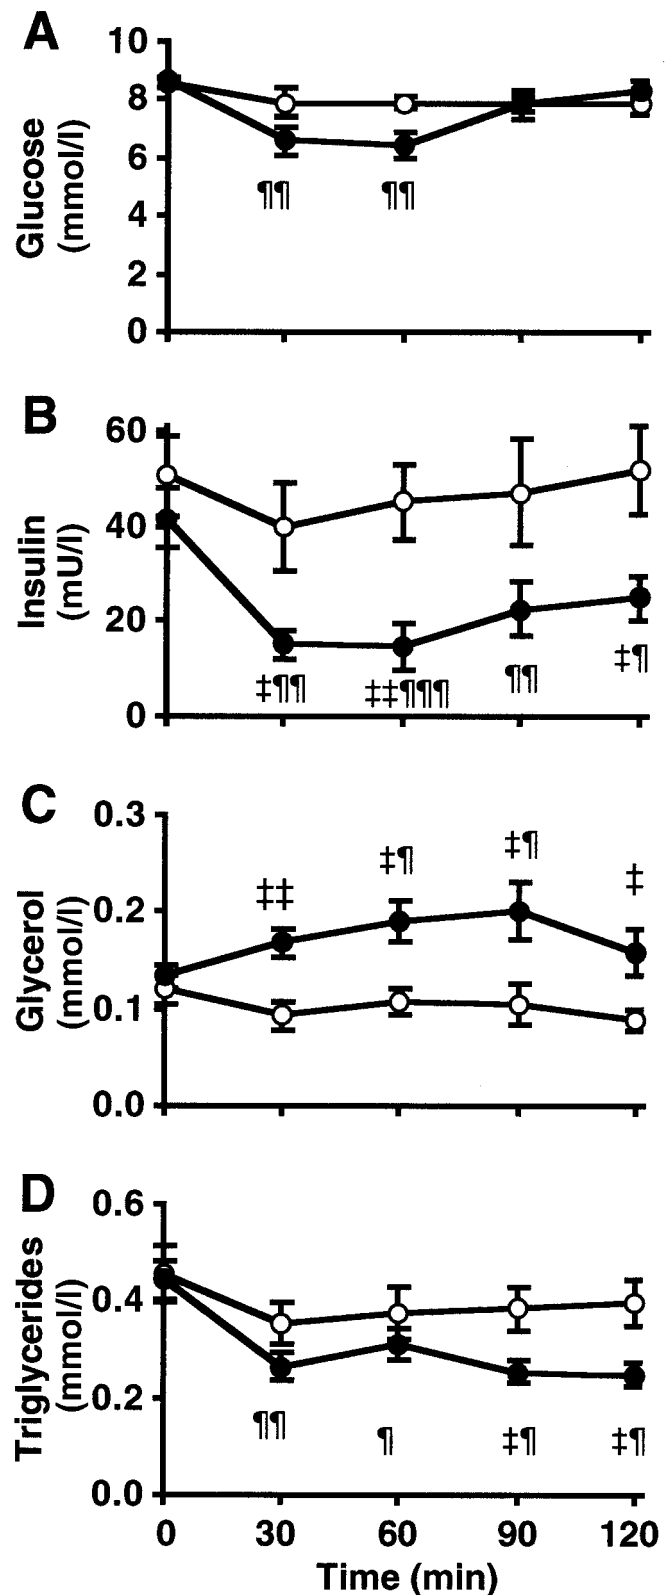 A
Glucose
(mmol/l)
10
8
6
4
2
0
¶¶ ¶¶
B
Insulin
(mU/l)
60
40
20
0
‡¶¶ ‡‡¶¶¶ ¶¶ ‡¶
C
Glycerol
(mmol/l)
0.3
0.2
0.1
0.0
‡‡ ‡¶ ‡¶ ‡
D
Triglycerides
(mmol/l)
0.6
0.4
0.2
0.0
¶¶ ¶ ‡¶ ‡¶
0 30 60 90 120
Time (min)